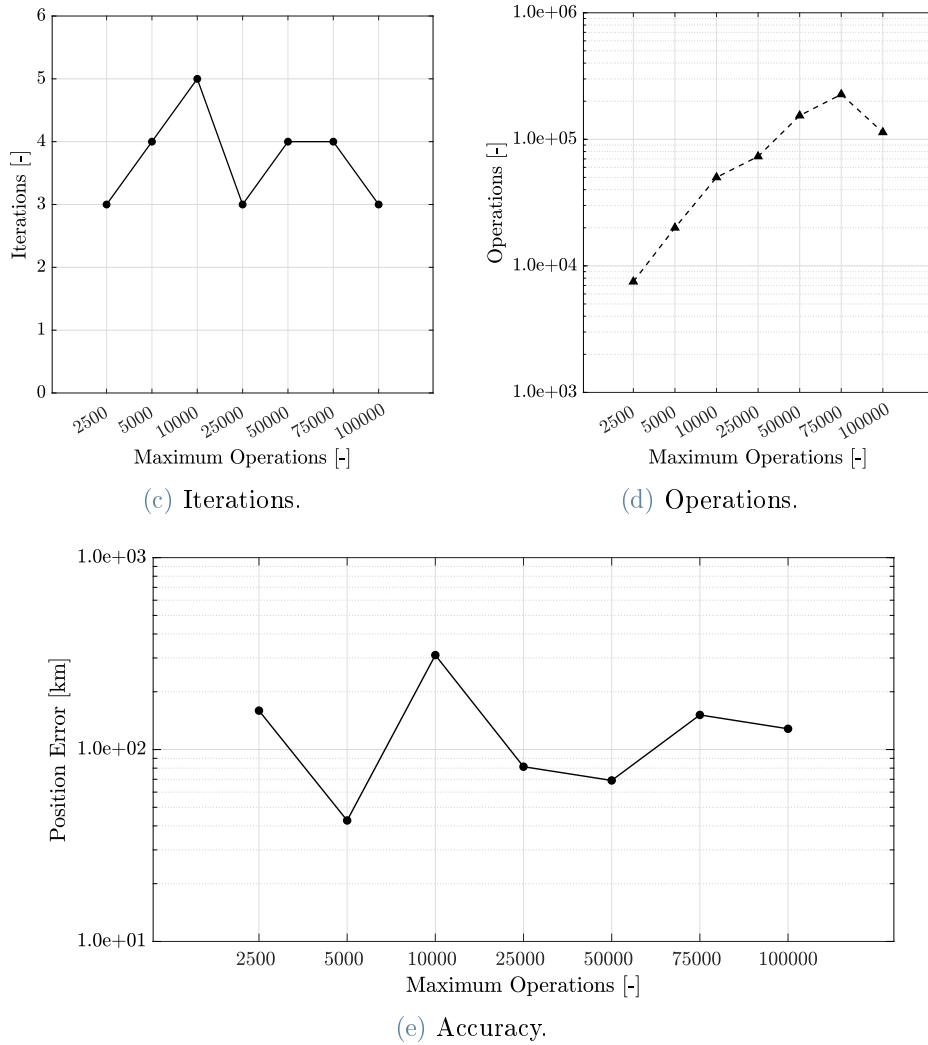 6
5
4
3
2
1
0
Iterations [-]
2500
5000
10000
25000
50000
75000
100000
Maximum Operations [-]
(c) Iterations.
1.0e+06
1.0e+05
1.0e+04
1.0e+03
Operations [-]
2500
5000
10000
25000
50000
75000
100000
Maximum Operations [-]
(d) Operations.
1.0e+03
1.0e+02
1.0e+01
Position Error [km]
2500
5000
10000
25000
50000
75000
100000
Maximum Operations [-]
(e) Accuracy.